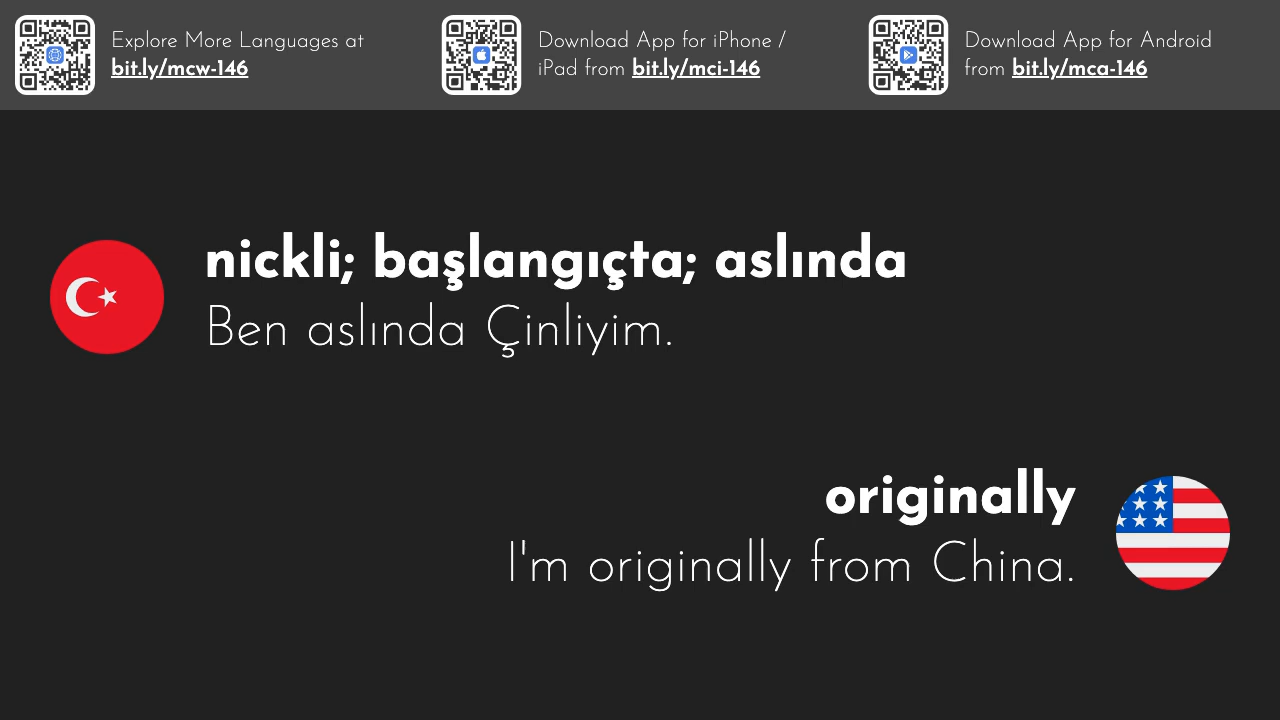 Explore More Languages at
bit.ly/mcw-146
Download App for iPhone /
iPad from bit.ly/mci-146
Download App for Android
from bit.ly/mca-146
nickli; başlangıçta; aslında
Ben aslında Çinliyim.
originally
I'm originally from China.